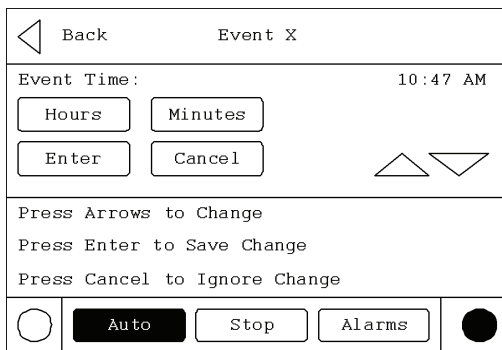 Back Event X
Event Time: 10:47 AM
Hours Minutes
Enter Cancel
Press Arrows to Change
Press Enter to Save Change
Press Cancel to Ignore Change
Auto Stop Alarms